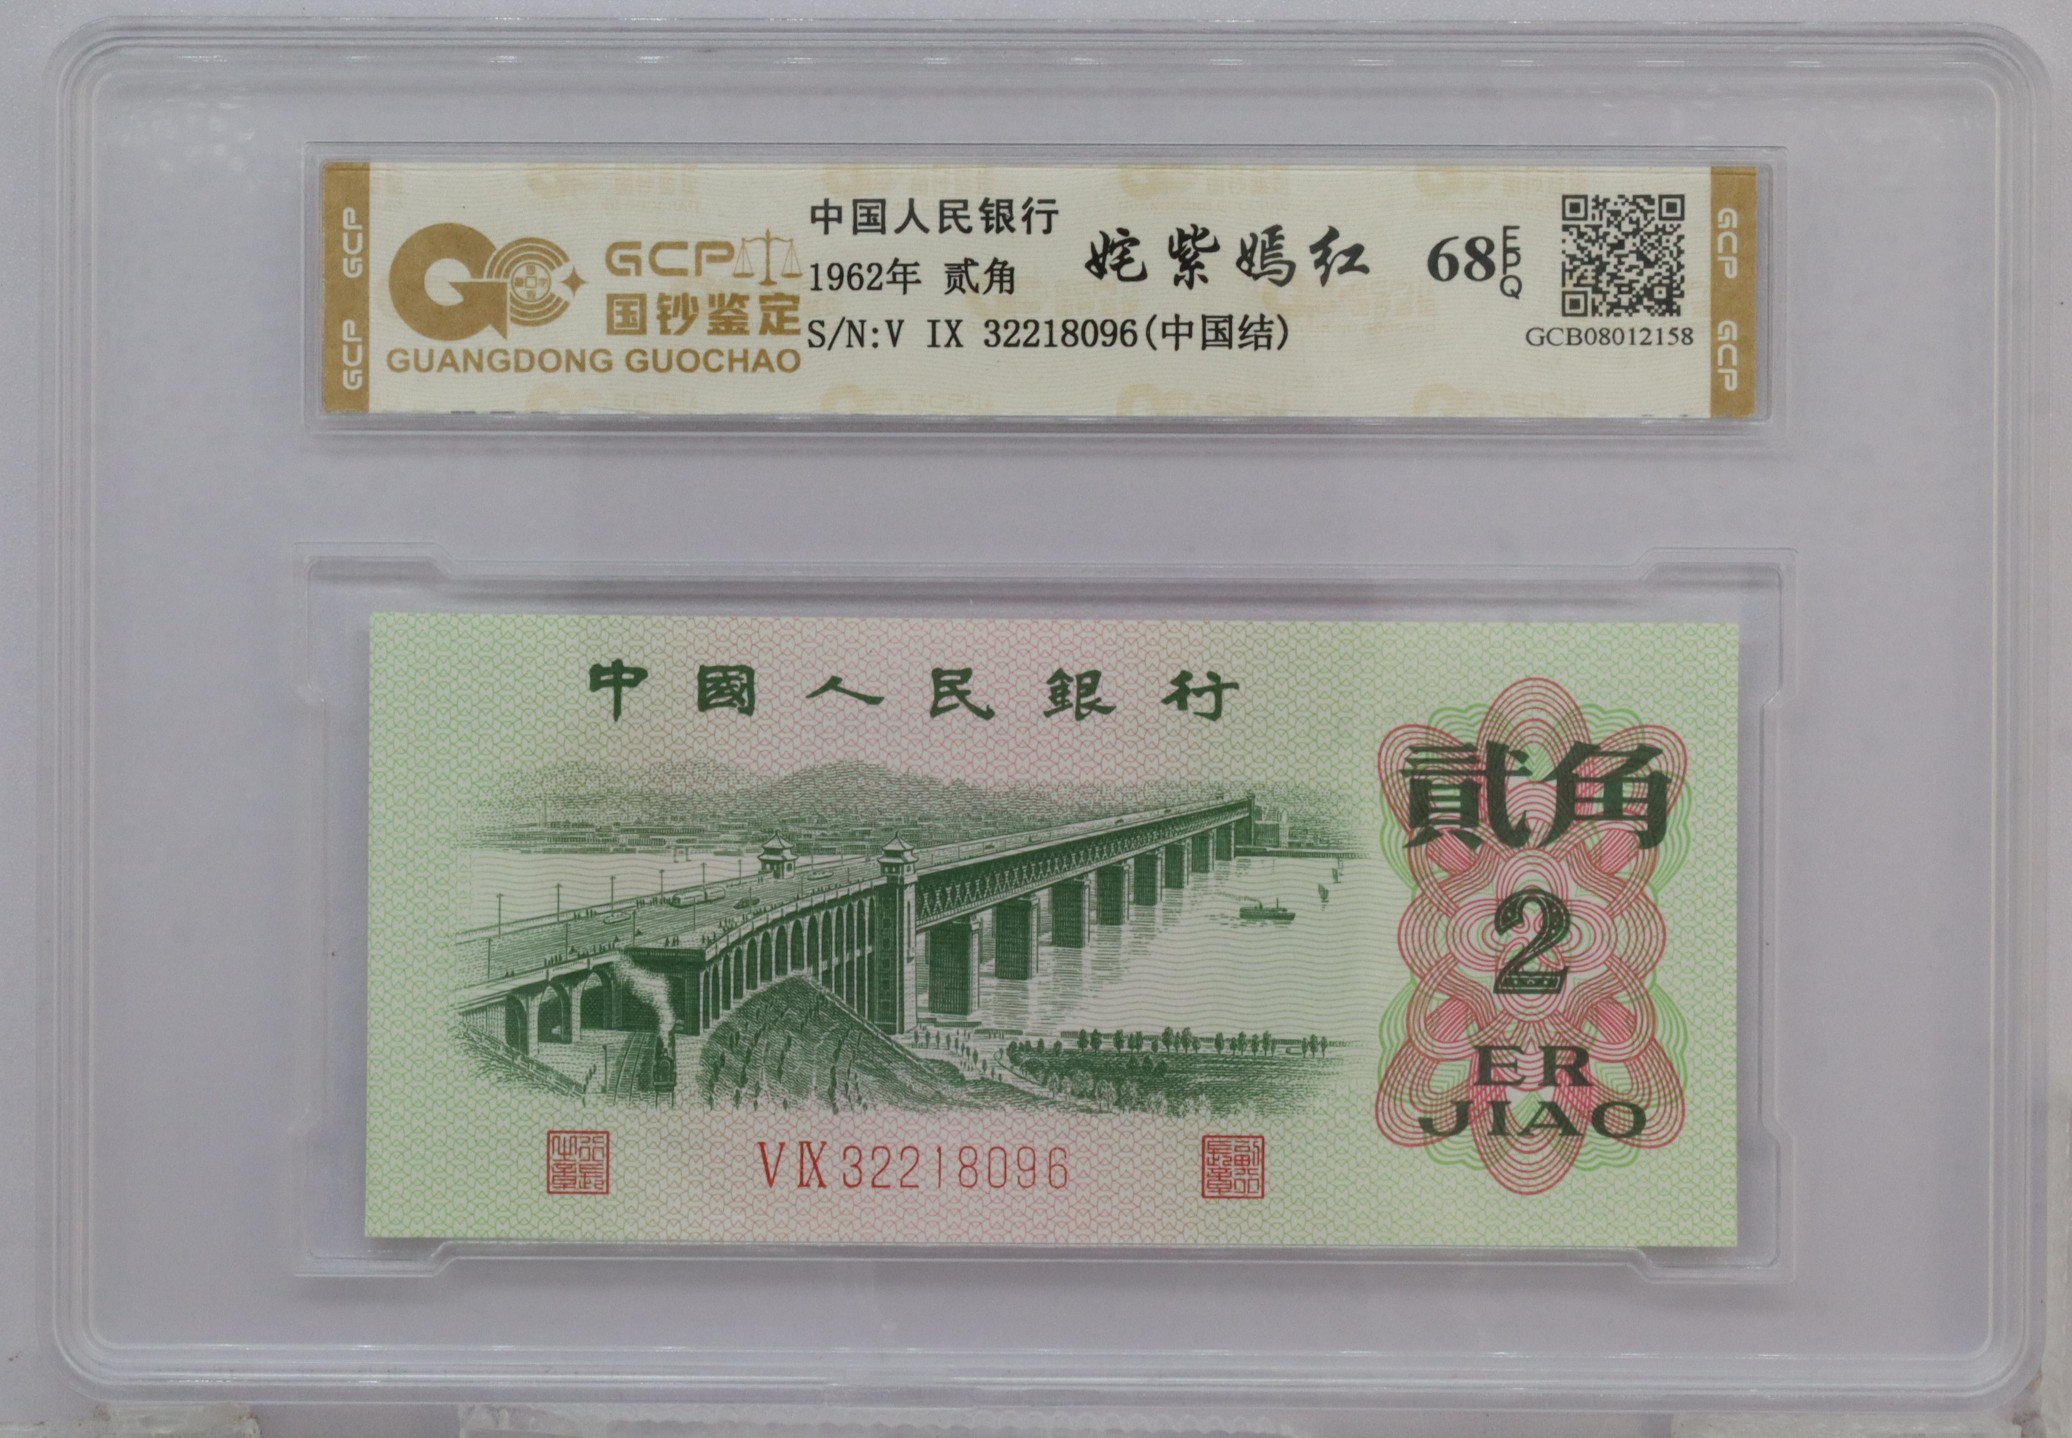 GCP GCP
GCP
国钞鉴定
GUANGDONG GUOCHAO
中国人民银行
1962年 贰角
S/N:V IX 32218096(中国结)
姹紫嫣红
68 EPQ
GCB08012158
GCP GCP
中國人民銀行
貳角
2
ER
JIAO
V IX 32218096